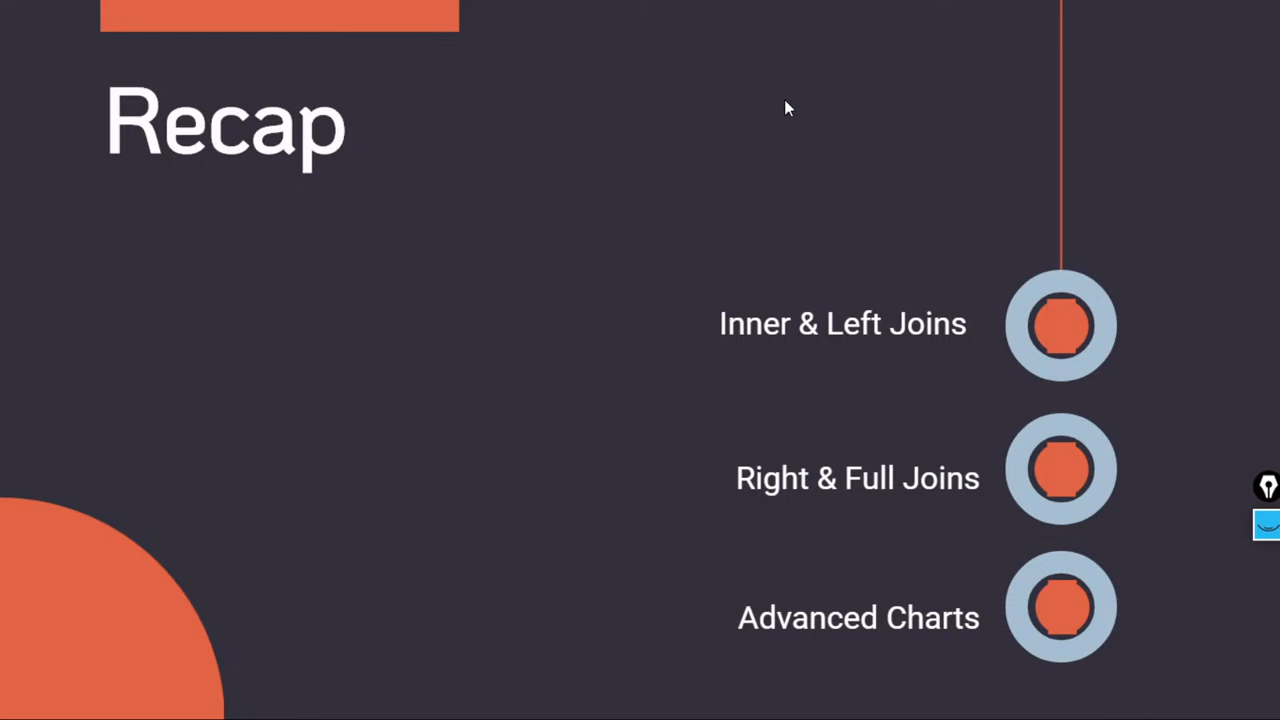 Recap
Inner & Left Joins
Right & Full Joins
Advanced Charts